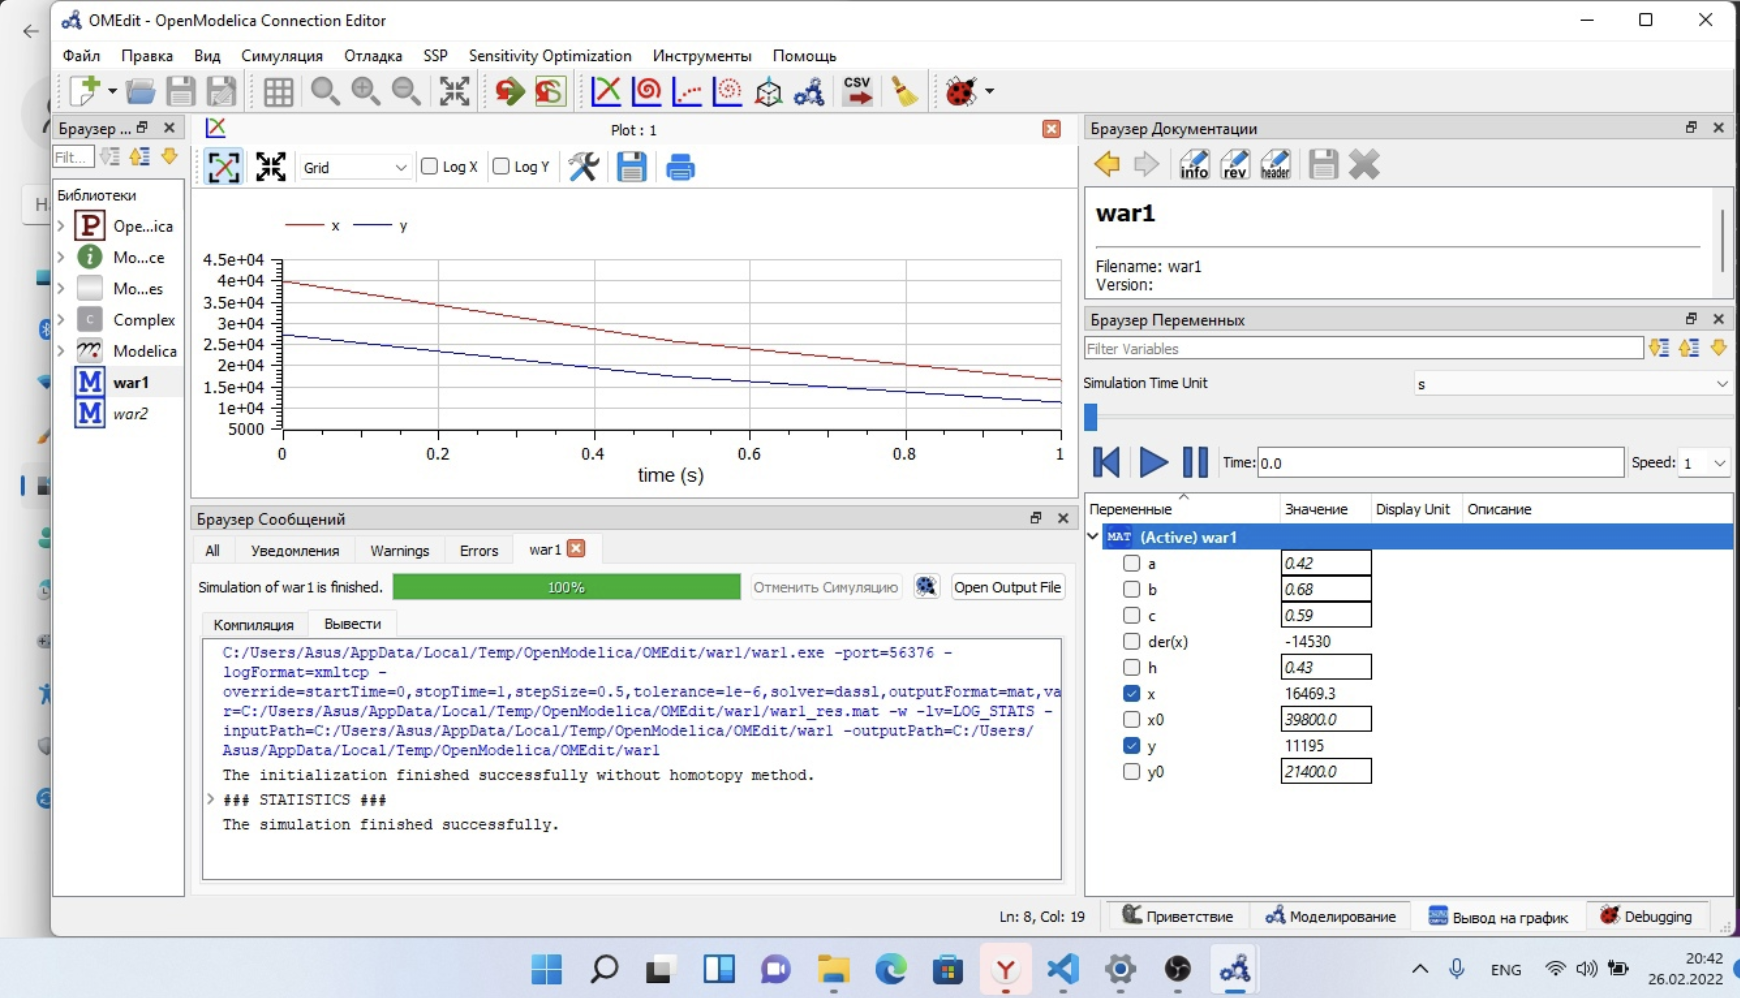 OMEdit - OpenModelica Connection Editor
Файл Правка Вид Симуляция Отладка SSP Sensitivity Optimization Инструменты Помощь
CSV
Браузер ...
Filt...
Библиотеки
P Ope...ica
i Mo...ce
Mo...es
C Complex
Modelica
M war1
M war2
Plot : 1
Grid Log X Log Y
x y
4.5e+04
4e+04
3.5e+04
3e+04
2.5e+04
2e+04
1.5e+04
1e+04
5000
0 0.2 0.4 0.6 0.8 1
time (s)
Браузер Сообщений
All Уведомления Warnings Errors war1
Simulation of war1 is finished. 100% Отменить Симуляцию Open Output File
Компиляция Вывести
C:/Users/Asus/AppData/Local/Temp/OpenModelica/OMEdit/war1/war1.exe -port=56376 -
logFormat=xmltcp -
override=startTime=0,stopTime=1,stepSize=0.5,tolerance=1e-6,solver=dassl,outputFormat=mat,va
r=C:/Users/Asus/AppData/Local/Temp/OpenModelica/OMEdit/war1/war1_res.mat -w -lv=LOG_STATS -
inputPath=C:/Users/Asus/AppData/Local/Temp/OpenModelica/OMEdit/war1 -outputPath=C:/Users/
Asus/AppData/Local/Temp/OpenModelica/OMEdit/war1
The initialization finished successfully without homotopy method.
### STATISTICS ###
The simulation finished successfully.
Браузер Документации
info rev header
war1
Filename: war1
Version:
Браузер Переменных
Filter Variables
Simulation Time Unit s
Time: 0.0 Speed: 1
Переменные Значение Display Unit Описание
MAT (Active) war1
a 0.42
b 0.68
c 0.59
der(x) -14530
h 0.43
x 16469.3
x0 39800.0
y 11195
y0 21400.0
Ln: 8, Col: 19 Приветствие Моделирование Вывод на график Debugging
Y ENG 20:42
26.02.2022